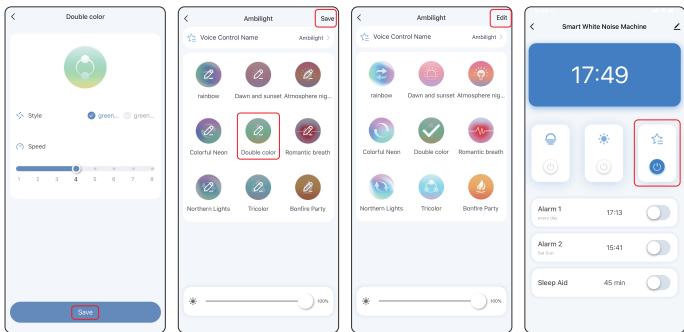 Double color
Style
green...
green...
Speed
1 2 3 4 5 6 7 8
Save
Ambilight
Save
Voice Control Name
Ambilight
rainbow
Dawn and sunset
Atmosphere nig...
Colorful Neon
Double color
Romantic breath
Northern Lights
Tricolor
Bonfire Party
100%
Ambilight
Edit
Voice Control Name
Ambilight
rainbow
Dawn and sunset
Atmosphere nig...
Colorful Neon
Double color
Romantic breath
Northern Lights
Tricolor
Bonfire Party
100%
Smart White Noise Machine
17:49
Alarm 1
every day
17:13
Alarm 2
Sat Sun
15:41
Sleep Aid
45 min